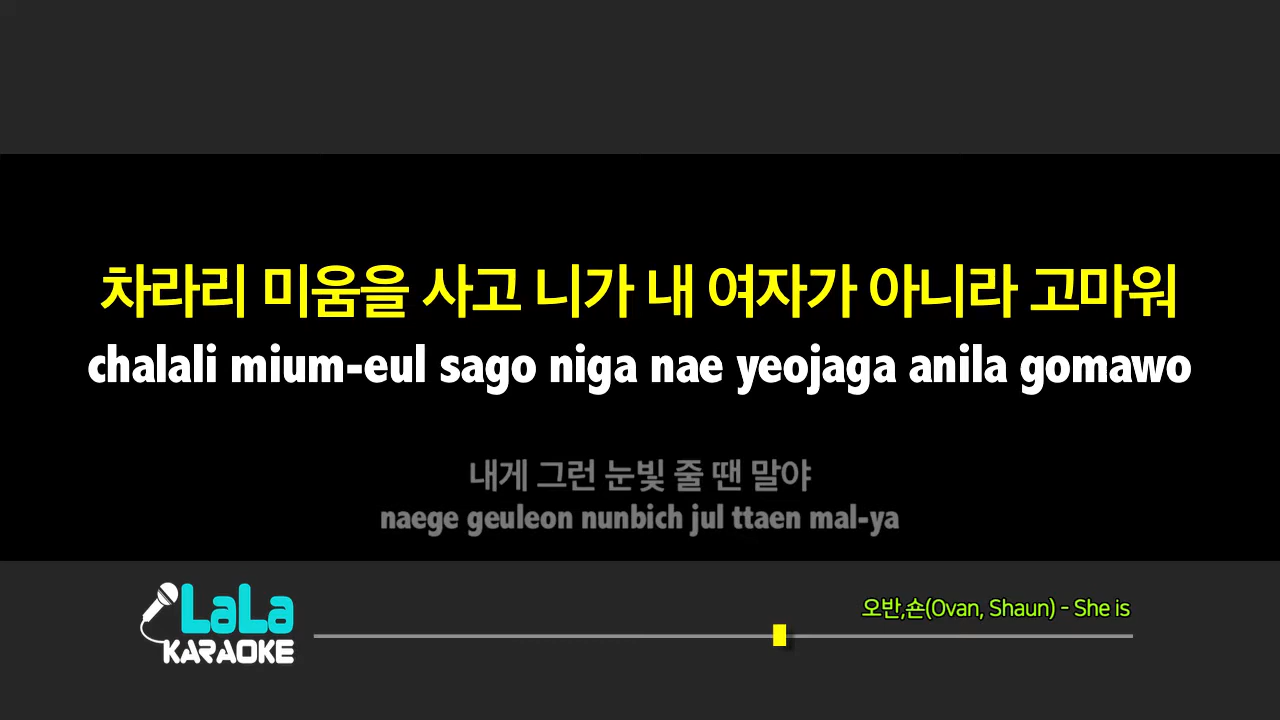 차라리 미움을 사고 니가 내 여자가 아니라 고마워
chalali mium-eul sago niga nae yeojaga anila gomawo
내게 그런 눈빛 줄 땐 말야
naege geuleon nunbich jul ttaen mal-ya
LaLa
KARAOKE
오반,숀(Ovan, Shaun) - She is